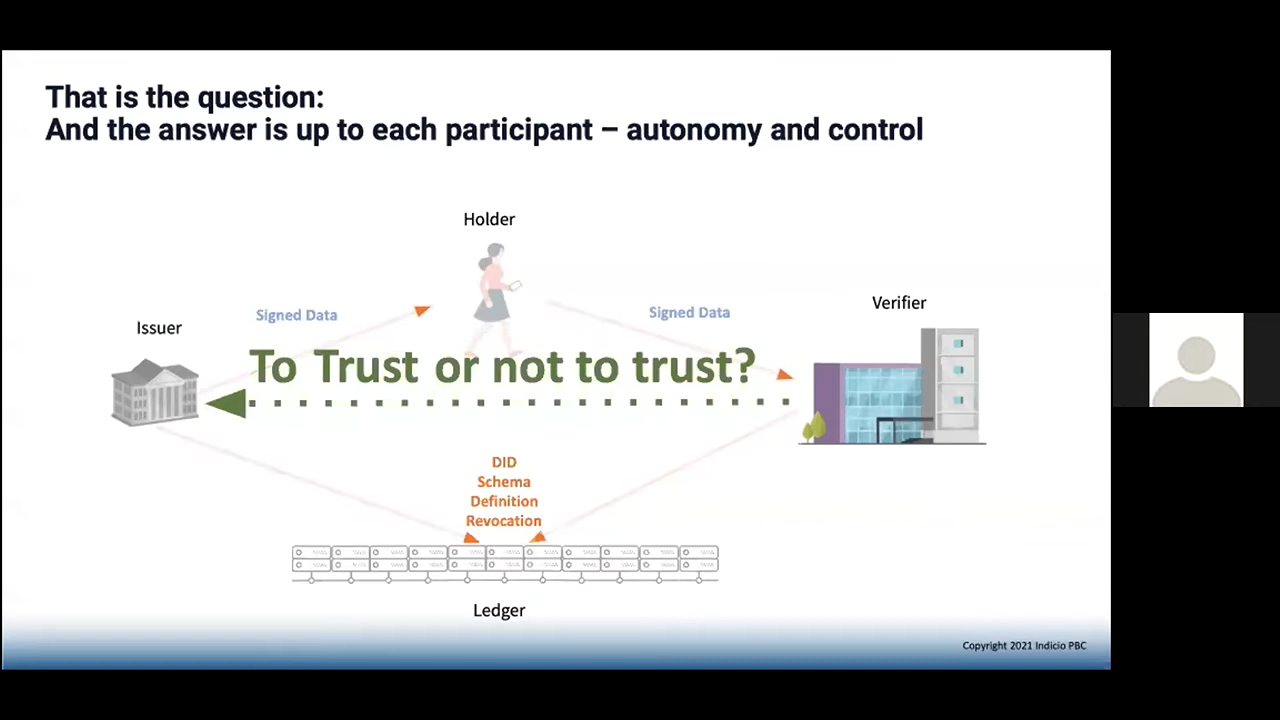 That is the question:
And the answer is up to each participant – autonomy and control
Holder
Signed Data
Signed Data
Verifier
Issuer
To Trust or not to trust?
DID
Schema
Definition
Revocation
Ledger
Copyright 2021 Indicio PBC